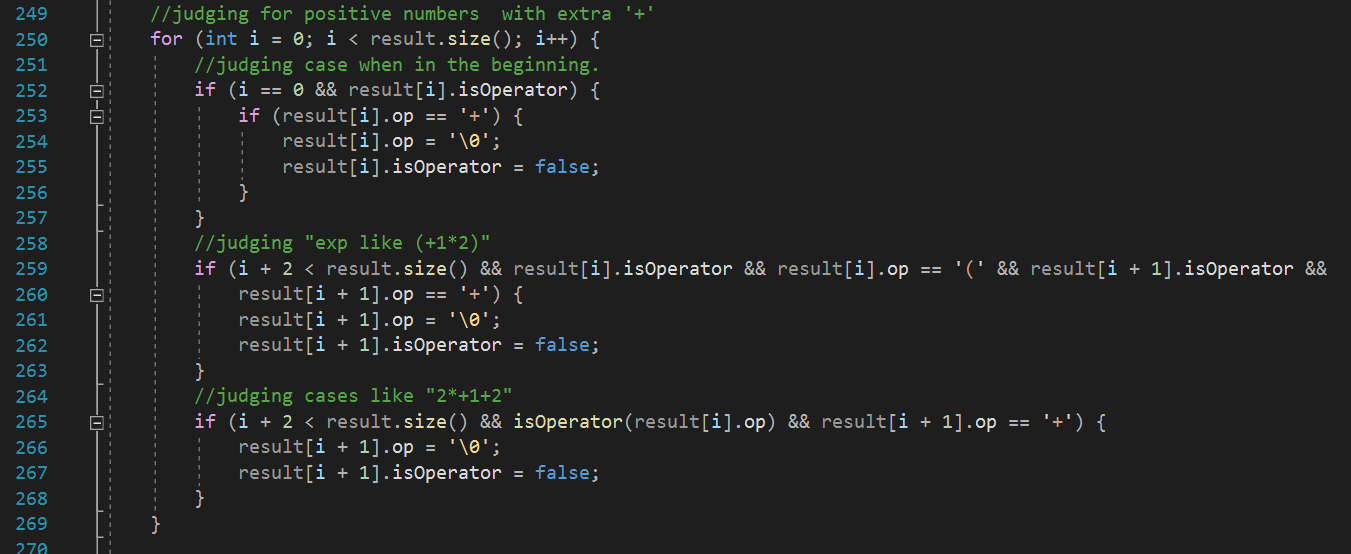 249 //judging for positive numbers  with extra '+'
250 for (int i = 0; i < result.size(); i++) {
251 //judging case when in the beginning.
252 if (i == 0 && result[i].isOperator) {
253 if (result[i].op == '+') {
254 result[i].op = '\0';
255 result[i].isOperator = false;
256 }
257 }
258 //judging "exp like (+1*2)"
259 if (i + 2 < result.size() && result[i].isOperator && result[i].op == '(' && result[i + 1].isOperator &&
260 result[i + 1].op == '+') {
261 result[i + 1].op = '\0';
262 result[i + 1].isOperator = false;
263 }
264 //judging cases like "2*+1+2"
265 if (i + 2 < result.size() && isOperator(result[i].op) && result[i + 1].op == '+') {
266 result[i + 1].op = '\0';
267 result[i + 1].isOperator = false;
268 }
269 }
270